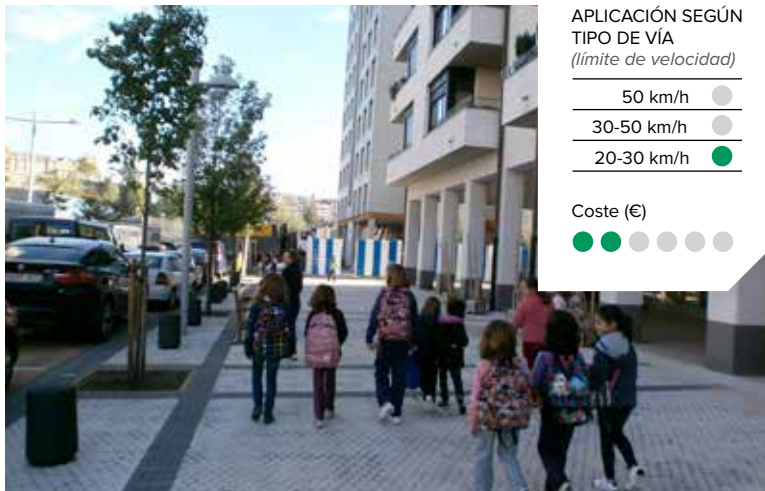 APLICACIÓN SEGÚN
TIPO DE VÍA
(límite de velocidad)
50 km/h
30-50 km/h
20-30 km/h
Coste (€)